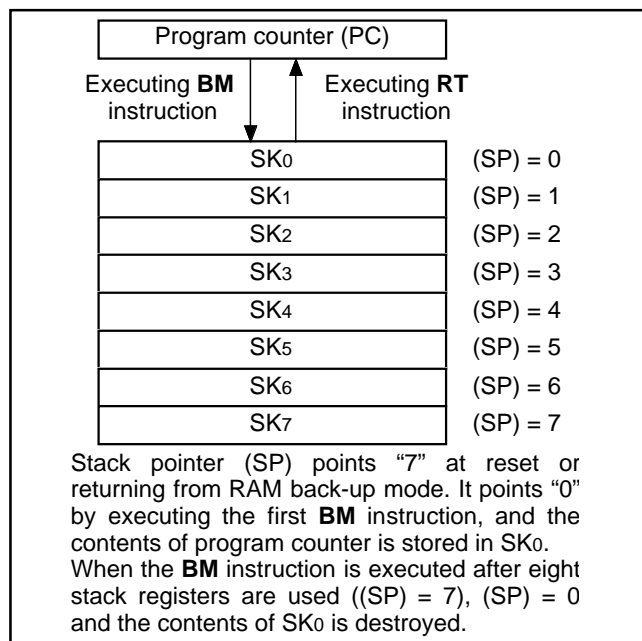 Program counter (PC)
Executing BM instruction
Executing RT instruction
SK0 (SP) = 0
SK1 (SP) = 1
SK2 (SP) = 2
SK3 (SP) = 3
SK4 (SP) = 4
SK5 (SP) = 5
SK6 (SP) = 6
SK7 (SP) = 7
Stack pointer (SP) points “7” at reset or
returning from RAM back-up mode. It points “0”
by executing the first BM instruction, and the
contents of program counter is stored in SK0.
When the BM instruction is executed after eight
stack registers are used ((SP) = 7), (SP) = 0
and the contents of SK0 is destroyed.